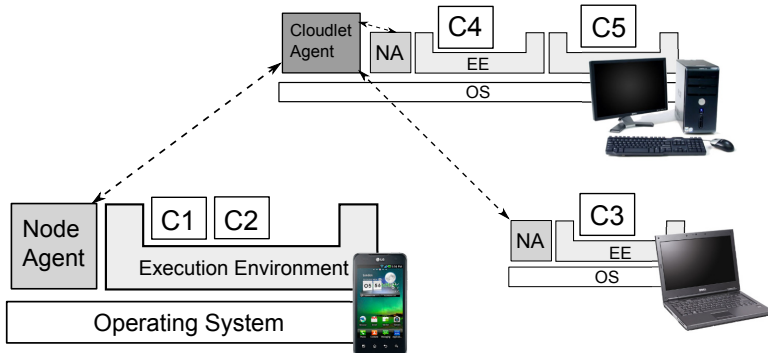 Cloudlet
Agent
NA
C4
C5
EE
OS
Node
Agent
C1
C2
Execution Environment
Operating System
NA
C3
EE
OS